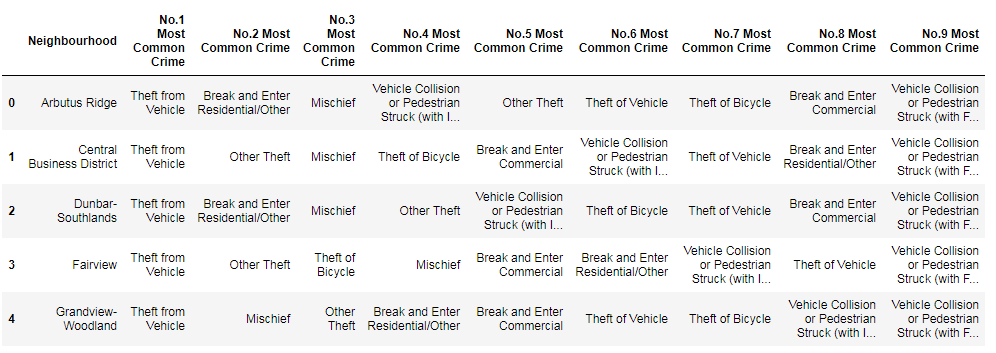 Neighbourhood No.1 Most Common Crime No.2 Most Common Crime No.3 Most Common Crime No.4 Most Common Crime No.5 Most Common Crime No.6 Most Common Crime No.7 Most Common Crime No.8 Most Common Crime No.9 Most Common Crime
0 Arbutus Ridge Theft from Vehicle Break and Enter Residential/Other Mischief Vehicle Collision or Pedestrian Struck (with I... Other Theft Theft of Vehicle Theft of Bicycle Break and Enter Commercial Vehicle Collision or Pedestrian Struck (with F...
1 Central Business District Theft from Vehicle Other Theft Mischief Theft of Bicycle Break and Enter Commercial Vehicle Collision or Pedestrian Struck (with I... Theft of Vehicle Break and Enter Residential/Other Vehicle Collision or Pedestrian Struck (with F...
2 Dunbar-Southlands Theft from Vehicle Break and Enter Residential/Other Mischief Other Theft Vehicle Collision or Pedestrian Struck (with I... Theft of Bicycle Theft of Vehicle Break and Enter Commercial Vehicle Collision or Pedestrian Struck (with F...
3 Fairview Theft from Vehicle Other Theft Theft of Bicycle Mischief Break and Enter Commercial Break and Enter Residential/Other Vehicle Collision or Pedestrian Struck (with I... Theft of Vehicle Vehicle Collision or Pedestrian Struck (with F...
4 Grandview-Woodland Theft from Vehicle Mischief Other Theft Break and Enter Residential/Other Break and Enter Commercial Theft of Vehicle Theft of Bicycle Vehicle Collision or Pedestrian Struck (with I... Vehicle Collision or Pedestrian Struck (with F...